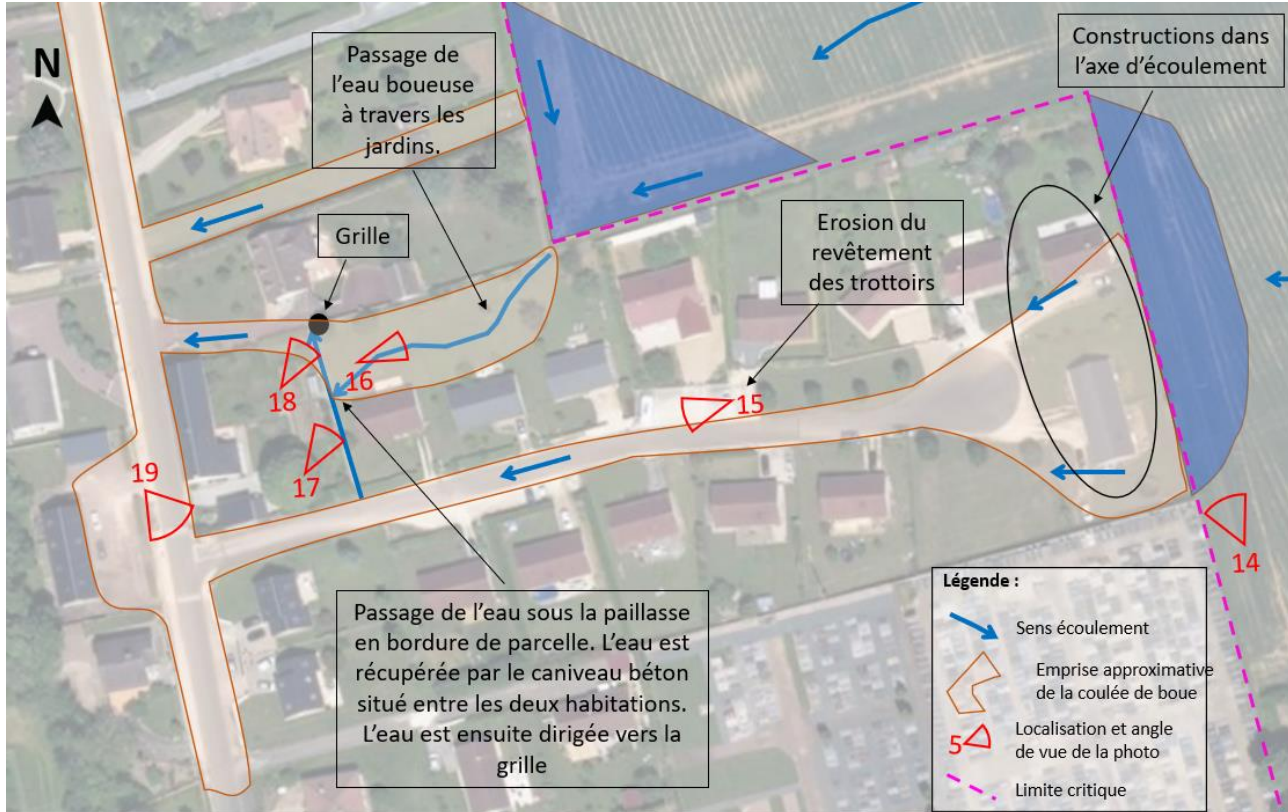 N
Passage de
l’eau boueuse
à travers les
jardins.
Constructions dans
l’axe d’écoulement
Grille
Erosion du
revêtement
des trottoirs
16
15
18
17
19
14
Passage de l’eau sous la paillasse
en bordure de parcelle. L’eau est
récupérée par le caniveau béton
situé entre les deux habitations.
L’eau est ensuite dirigée vers la
grille
Légende :
Sens écoulement
Emprise approximative
de la coulée de boue
5
Localisation et angle
de vue de la photo
Limite critique